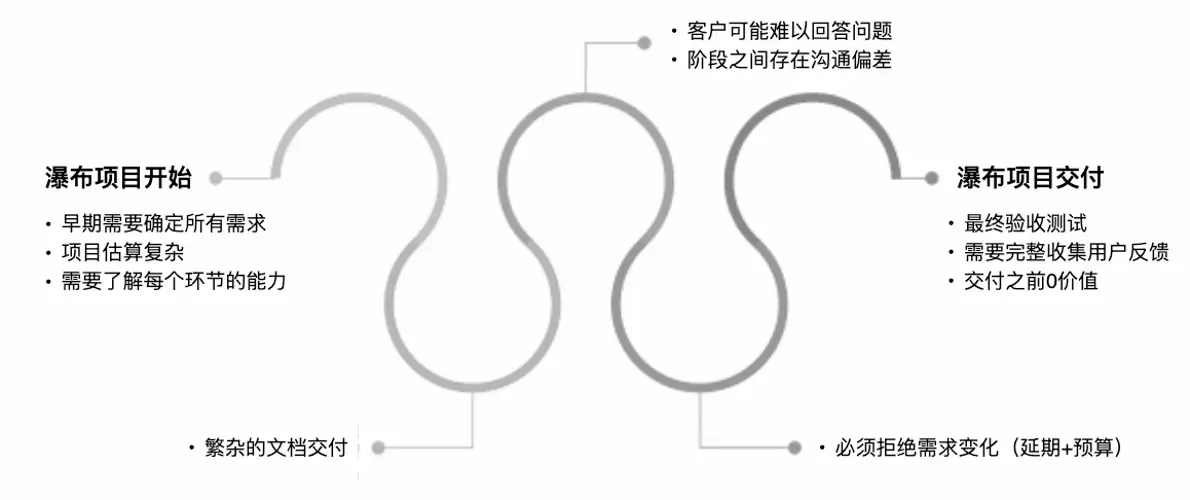 • 客户可能难以回答问题
• 阶段之间存在沟通偏差
瀑布项目开始
• 早期需要确定所有需求
• 项目估算复杂
• 需要了解每个环节的能力
瀑布项目交付
• 最终验收测试
• 需要完整收集用户反馈
• 交付之前0价值
• 繁杂的文档交付
• 必须拒绝需求变化（延期+预算）